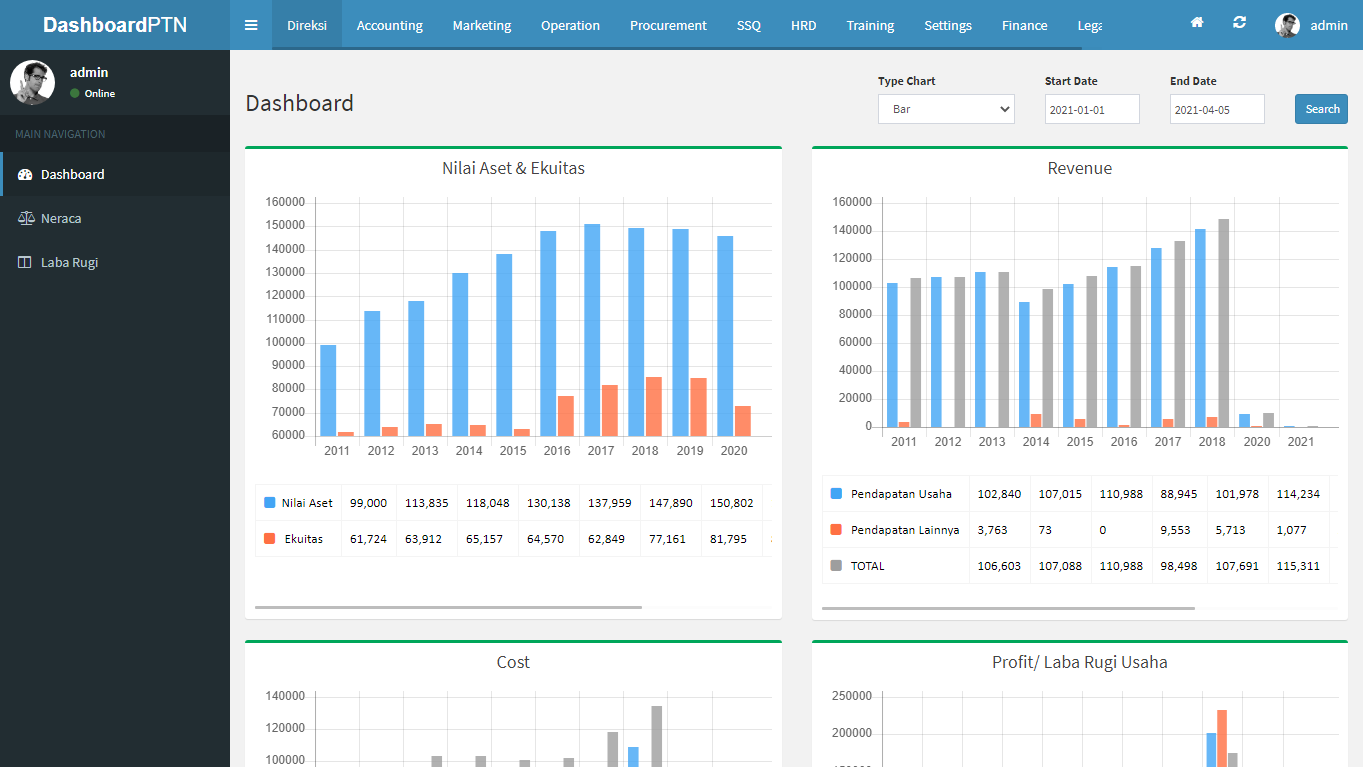 DashboardPTN
Direksi Accounting Marketing Operation Procurement SSQ HRD Training Settings Finance Lega
admin
admin
Online
MAIN NAVIGATION
Dashboard
Neraca
Laba Rugi
Dashboard
Type Chart Start Date End Date
Bar 2021-01-01 2021-04-05 Search
Nilai Aset & Ekuitas
160000
150000
140000
130000
120000
110000
100000
90000
80000
70000
60000
2011 2012 2013 2014 2015 2016 2017 2018 2019 2020
Nilai Aset 99,000 113,835 118,048 130,138 137,959 147,890 150,802
Ekuitas 61,724 63,912 65,157 64,570 62,849 77,161 81,795
Revenue
160000
140000
120000
100000
80000
60000
40000
20000
0
2011 2012 2013 2014 2015 2016 2017 2018 2020 2021
Pendapatan Usaha 102,840 107,015 110,988 88,945 101,978 114,234
Pendapatan Lainnya 3,763 73 0 9,553 5,713 1,077
TOTAL 106,603 107,088 110,988 98,498 107,691 115,311
Cost
140000
120000
100000
Profit/ Laba Rugi Usaha
250000
200000